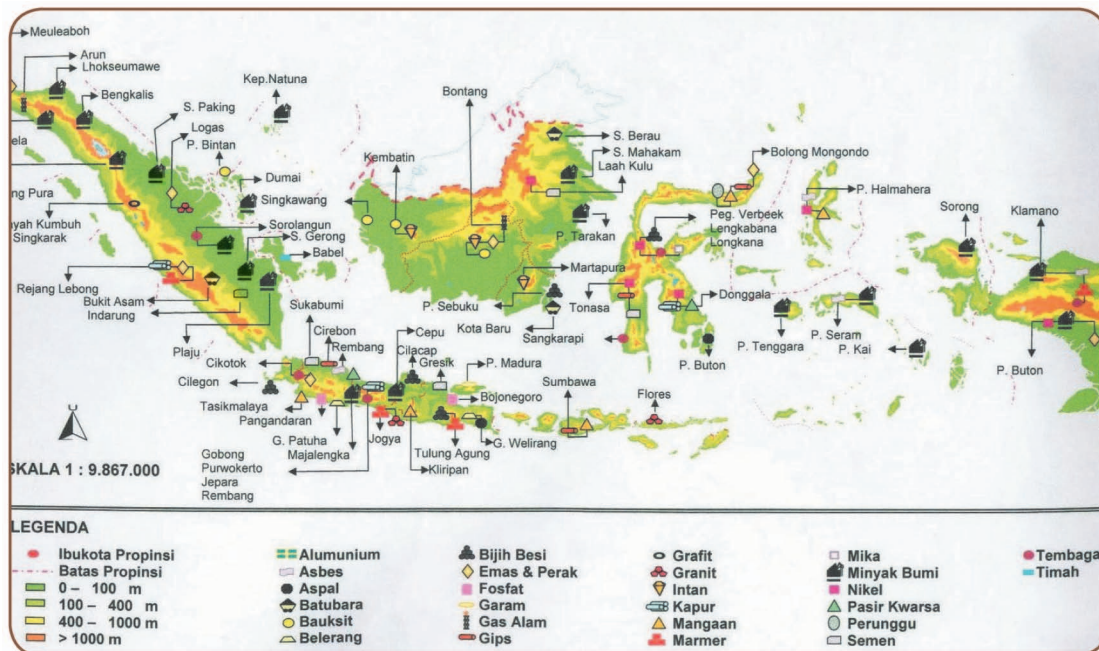 Meuleaboh
Arun
Lhokseumawe
Bengkalis
Kep.Natuna
S. Paking
Logas
P. Bintan
Dumai
Singkawang
Kembatin
Bontang
S. Berau
S. Mahakam
Laah Kulu
P. Tarakan
Bolong Mongondo
P. Halmahera
Sorong
Klamano
Peg. Verbeek
Lengkabana
Longkana
ela
ng Pura
yah Kumbuh
Singkarak
Sorolangun
S. Gerong
Babel
Rejang Lebong
Bukit Asam
Indarung
Plaju
Martapura
P. Sebuku
Kota Baru
Tonasa
Sangkarapi
Donggala
P. Buton
P. Tenggara
P. Seram
P. Kai
P. Buton
Sukabumi
Cirebon
Rembang
Cepu
Cilacap
Gresik
P. Madura
Cikotok
Cilegon
Tasikmalaya
Pangandaran
G. Patuha
Majalengka
Jogya
Kliripan
Tulung Agung
Bojonegoro
G. Welirang
Sumbawa
Flores
Gobong
Purwokerto
Jepara
Rembang
U
SKALA 1 : 9.867.000
LEGENDA
Ibukota Propinsi
Batas Propinsi
0 – 100 m
100 – 400 m
400 – 1000 m
> 1000 m
Alumunium
Asbes
Aspal
Batubara
Bauksit
Belerang
Bijih Besi
Emas & Perak
Fosfat
Garam
Gas Alam
Gips
Grafit
Granit
Intan
Kapur
Mangaan
Marmer
Mika
Minyak Bumi
Nikel
Pasir Kwarsa
Perunggu
Semen
Tembaga
Timah